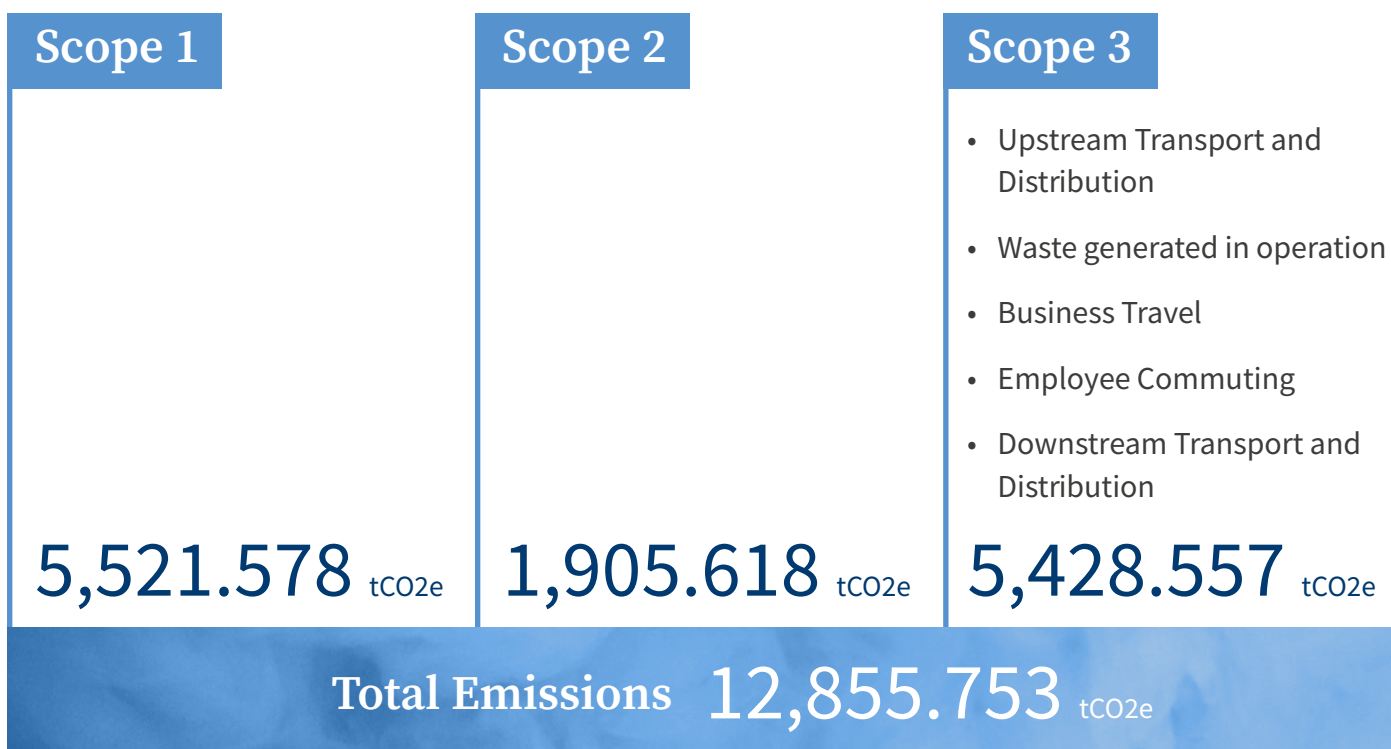 Scope 1
5,521.578 tCO2e
Scope 2
1,905.618 tCO2e
Scope 3
• Upstream Transport and
Distribution
• Waste generated in operation
• Business Travel
• Employee Commuting
• Downstream Transport and
Distribution
5,428.557 tCO2e
Total Emissions 12,855.753 tCO2e